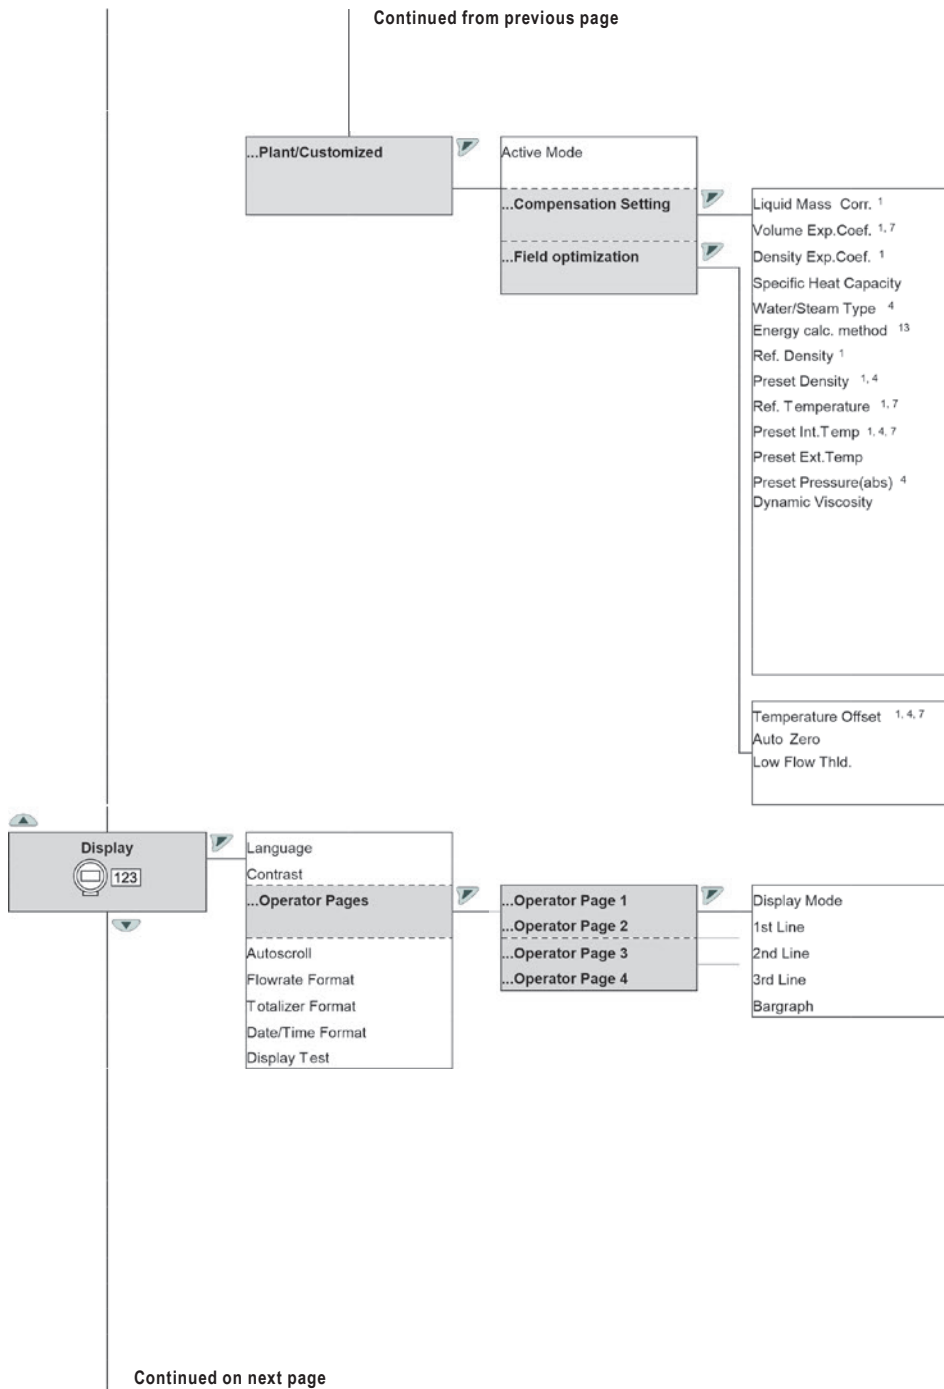 Continued from previous page
...Plant/Customized
Active Mode
...Compensation Setting
...Field optimization
Liquid Mass Corr. 1
Volume Exp.Coef. 1, 7
Density Exp.Coef. 1
Specific Heat Capacity
Water/Steam Type 4
Energy calc. method 13
Ref. Density 1
Preset Density 1, 4
Ref. Temperature 1, 7
Preset Int.Temp 1, 4, 7
Preset Ext.Temp
Preset Pressure(abs) 4
Dynamic Viscosity
Temperature Offset 1, 4, 7
Auto Zero
Low Flow Thld.
Display
123
Language
Contrast
...Operator Pages
Autoscroll
Flowrate Format
Totalizer Format
Date/Time Format
Display Test
...Operator Page 1
...Operator Page 2
...Operator Page 3
...Operator Page 4
Display Mode
1st Line
2nd Line
3rd Line
Bargraph
Continued on next page